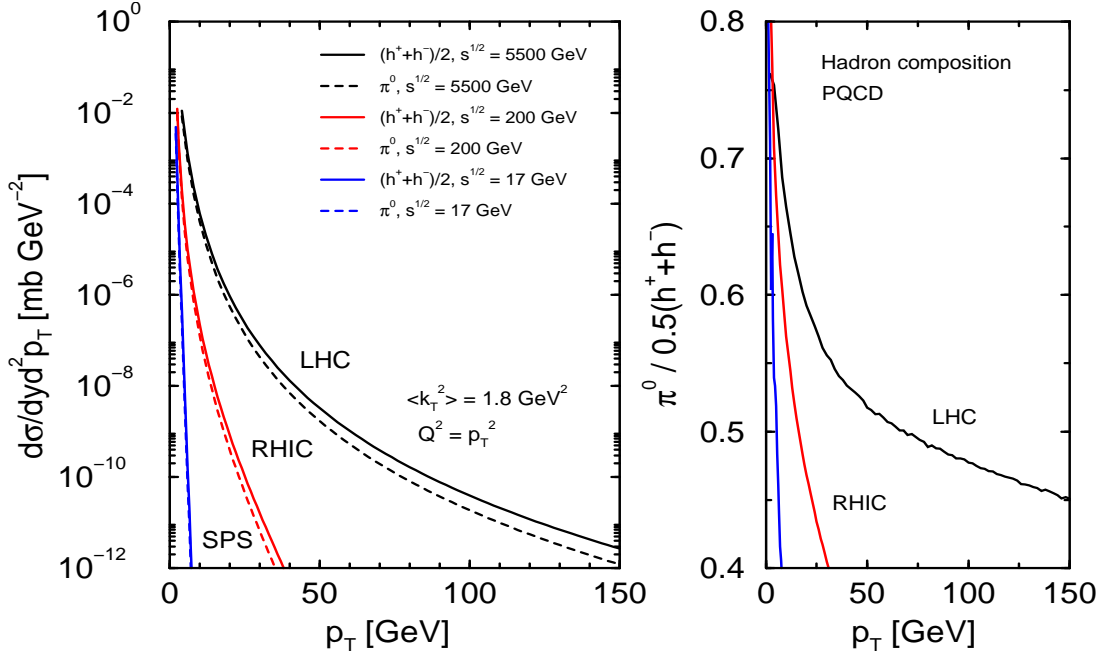 10^0
10^-2
10^-4
10^-6
10^-8
10^-10
10^-12
dσ/dyd^2p_T [mb GeV^-2]
(h^+ +h^-)/2, s^1/2 = 5500 GeV
π^0, s^1/2 = 5500 GeV
(h^+ +h^-)/2, s^1/2 = 200 GeV
π^0, s^1/2 = 200 GeV
(h^+ +h^-)/2, s^1/2 = 17 GeV
π^0, s^1/2 = 17 GeV
LHC
<k_T^2> = 1.8 GeV^2
Q^2 = p_T^2
RHIC
SPS
0 50 100 150
p_T [GeV]
0.8
0.7
0.6
0.5
0.4
π^0 / 0.5(h^+ +h^-)
Hadron composition
PQCD
LHC
RHIC
0 50 100 150
p_T [GeV]